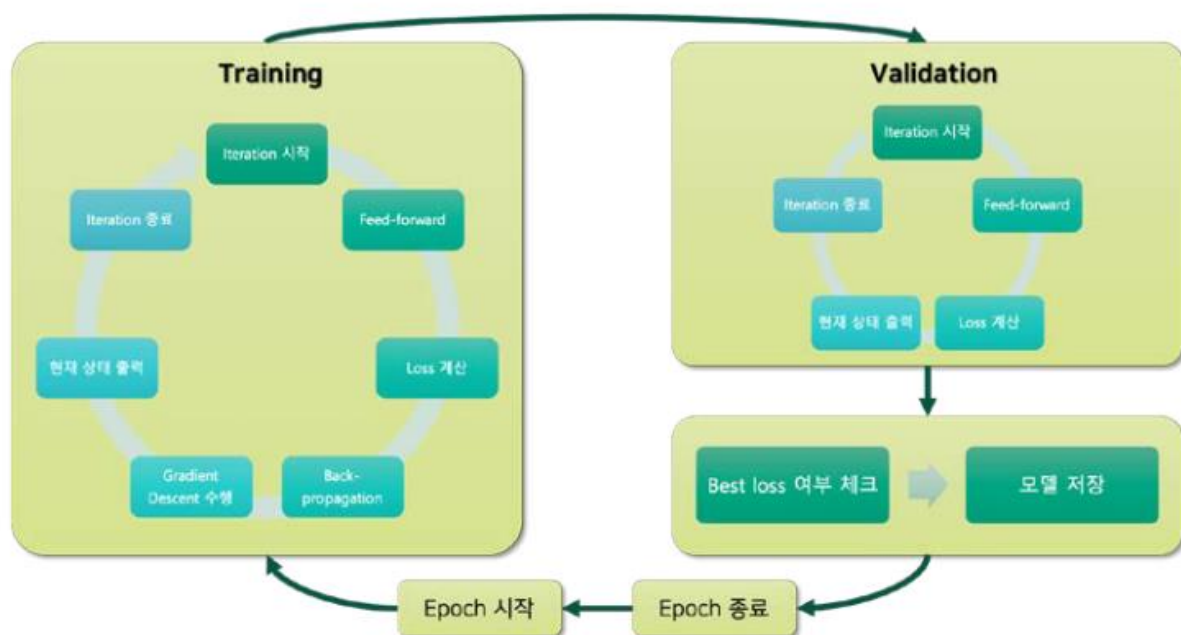 Training
Iteration 시작
Feed-forward
Loss 계산
Back-
propagation
Gradient
Descent 수행
현재 상태 출력
Iteration 종료
Validation
Iteration 시작
Feed-forward
Loss 계산
현재 상태 출력
Iteration 종료
Best loss 여부 체크
모델 저장
Epoch 종료
Epoch 시작